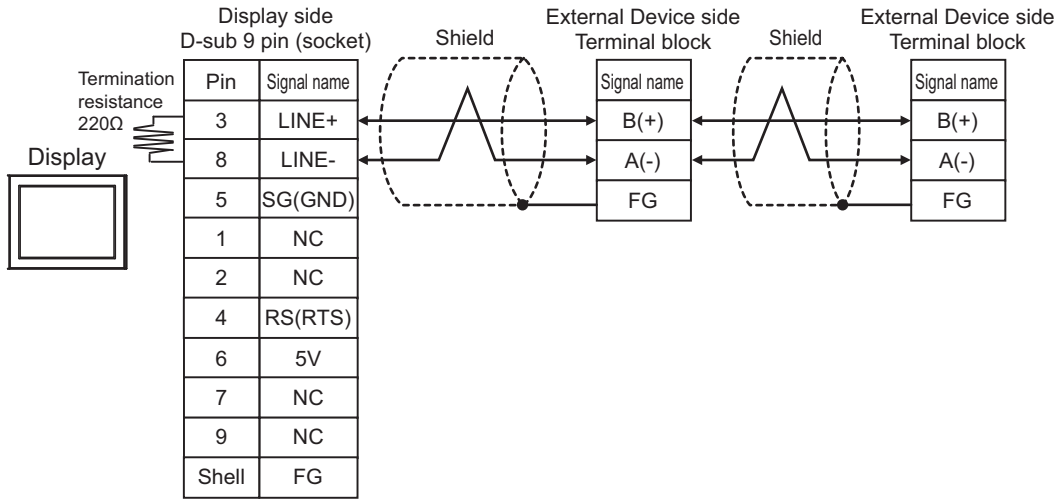 Display side
D-sub 9 pin (socket)
Shield
External Device side
Terminal block
Shield
External Device side
Terminal block
Termination
resistance
220Ω
Display
Pin Signal name
3 LINE+
8 LINE-
5 SG(GND)
1 NC
2 NC
4 RS(RTS)
6 5V
7 NC
9 NC
Shell FG
Signal name
B(+)
A(-)
FG
Signal name
B(+)
A(-)
FG